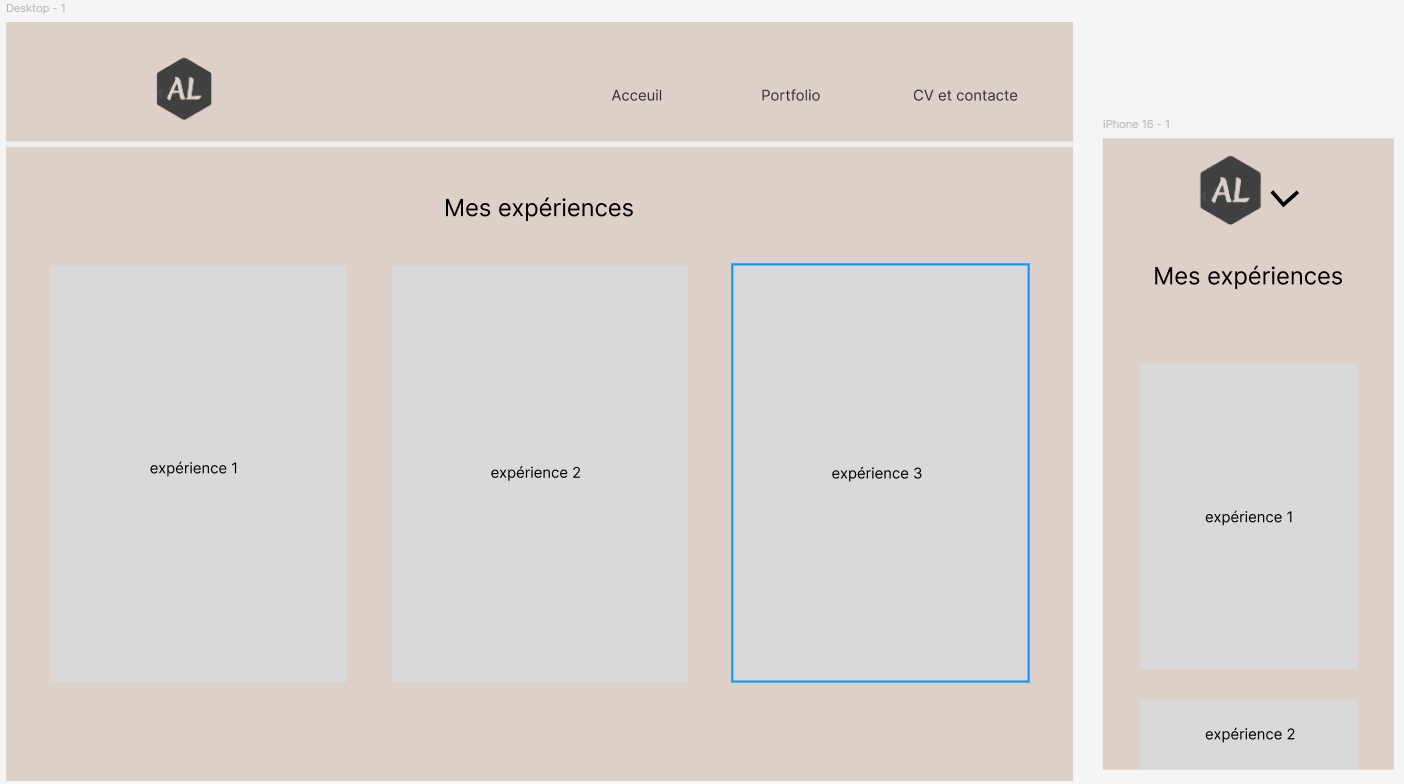 Desktop - 1
AL
Acceuil
Portfolio
CV et contacte
Mes expériences
expérience 1
expérience 2
expérience 3
iPhone 16 - 1
AL
Mes expériences
expérience 1
expérience 2